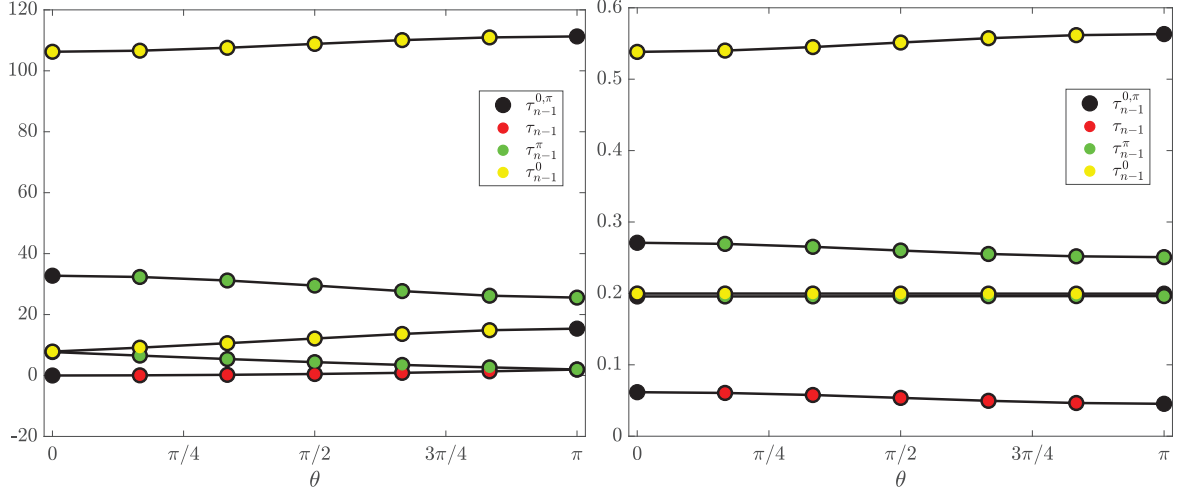 120
100
80
60
40
20
0
-20
0
π/4
π/2
3π/4
π
θ
τ_{n−1}^{0,π}
τ_{n−1}
τ_{n−1}^{π}
τ_{n−1}^{0}
0.6
0.5
0.4
0.3
0.2
0.1
0
0
π/4
π/2
3π/4
π
θ
τ_{n−1}^{0,π}
τ_{n−1}
τ_{n−1}^{π}
τ_{n−1}^{0}